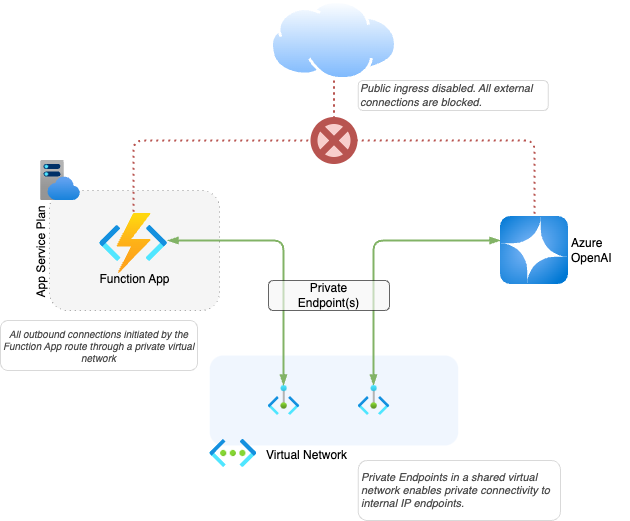 Public ingress disabled. All external
connections are blocked.
App Service Plan
Function App
Azure
OpenAI
Private
Endpoint(s)
All outbound connections initiated by the
Function App route through a private virtual
network
Virtual Network
Private Endpoints in a shared virtual
network enables private connectivity to
internal IP endpoints.